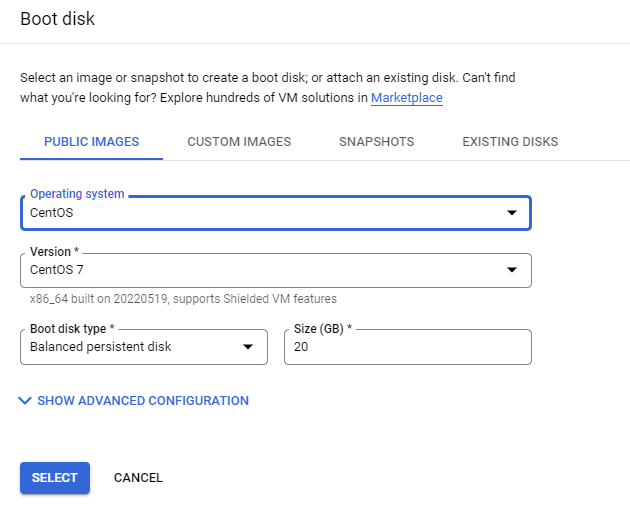 Boot disk
Select an image or snapshot to create a boot disk; or attach an existing disk. Can't find
what you're looking for? Explore hundreds of VM solutions in Marketplace
PUBLIC IMAGES CUSTOM IMAGES SNAPSHOTS EXISTING DISKS
Operating system
CentOS
Version *
CentOS 7
x86_64 built on 20220519, supports Shielded VM features
Boot disk type * Size (GB) *
Balanced persistent disk 20
SHOW ADVANCED CONFIGURATION
SELECT CANCEL